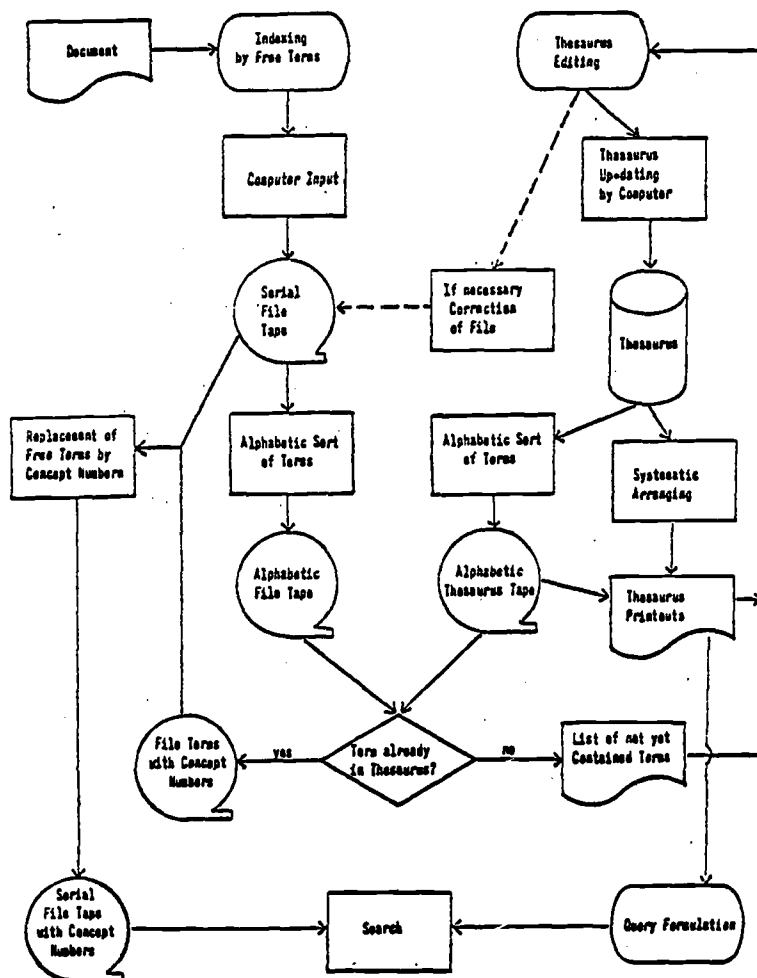 Document
Indexing
by Free Terms
Thesaurus
Editing
Computer Input
Thesaurus
Up-dating
by Computer
Serial
File
Tape
If necessary
Correction
of File
Thesaurus
Replacement of
Free Terms by
Concept Numbers
Alphabetic Sort
of Terms
Alphabetic Sort
of Terms
Systematic
Arranging
Alphabetic
File Tape
Alphabetic
Thesaurus Tape
Thesaurus
Printouts
File Terms
with Concept
Numbers
yes
Term already
in Thesaurus?
no
List of not yet
Contained Terms
Serial
File Tape
with Concept
Numbers
Search
Query Formulation